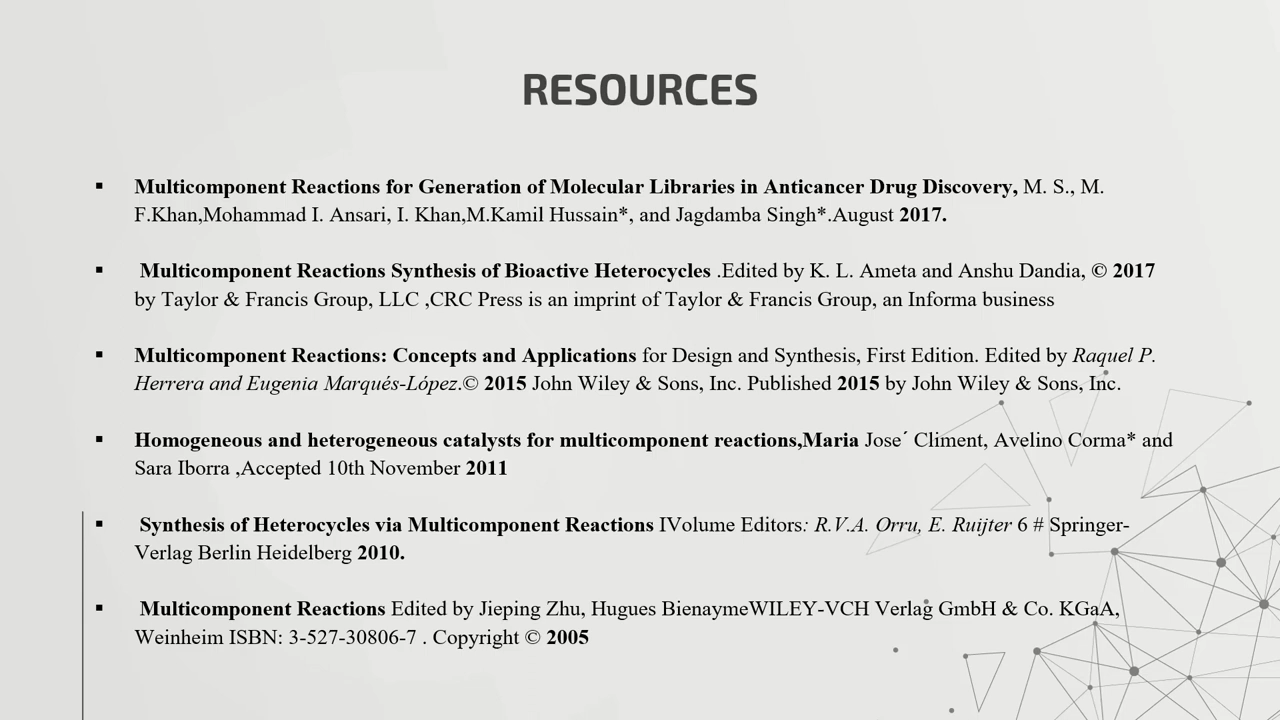 RESOURCES
▪ Multicomponent Reactions for Generation of Molecular Libraries in Anticancer Drug Discovery, M. S., M.
F.Khan,Mohammad I. Ansari, I. Khan,M.Kamil Hussain*, and Jagdamba Singh*.August 2017.
▪ Multicomponent Reactions Synthesis of Bioactive Heterocycles .Edited by K. L. Ameta and Anshu Dandia, © 2017
by Taylor & Francis Group, LLC ,CRC Press is an imprint of Taylor & Francis Group, an Informa business
▪ Multicomponent Reactions: Concepts and Applications for Design and Synthesis, First Edition. Edited by Raquel P.
Herrera and Eugenia Marqués-López.© 2015 John Wiley & Sons, Inc. Published 2015 by John Wiley & Sons, Inc.
▪ Homogeneous and heterogeneous catalysts for multicomponent reactions,Maria Jose´ Climent, Avelino Corma* and
Sara Iborra ,Accepted 10th November 2011
▪ Synthesis of Heterocycles via Multicomponent Reactions IVolume Editors: R.V.A. Orru, E. Ruijter 6 # Springer-
Verlag Berlin Heidelberg 2010.
▪ Multicomponent Reactions Edited by Jieping Zhu, Hugues BienaymeWILEY-VCH Verlag GmbH & Co. KGaA,
Weinheim ISBN: 3-527-30806-7 . Copyright © 2005